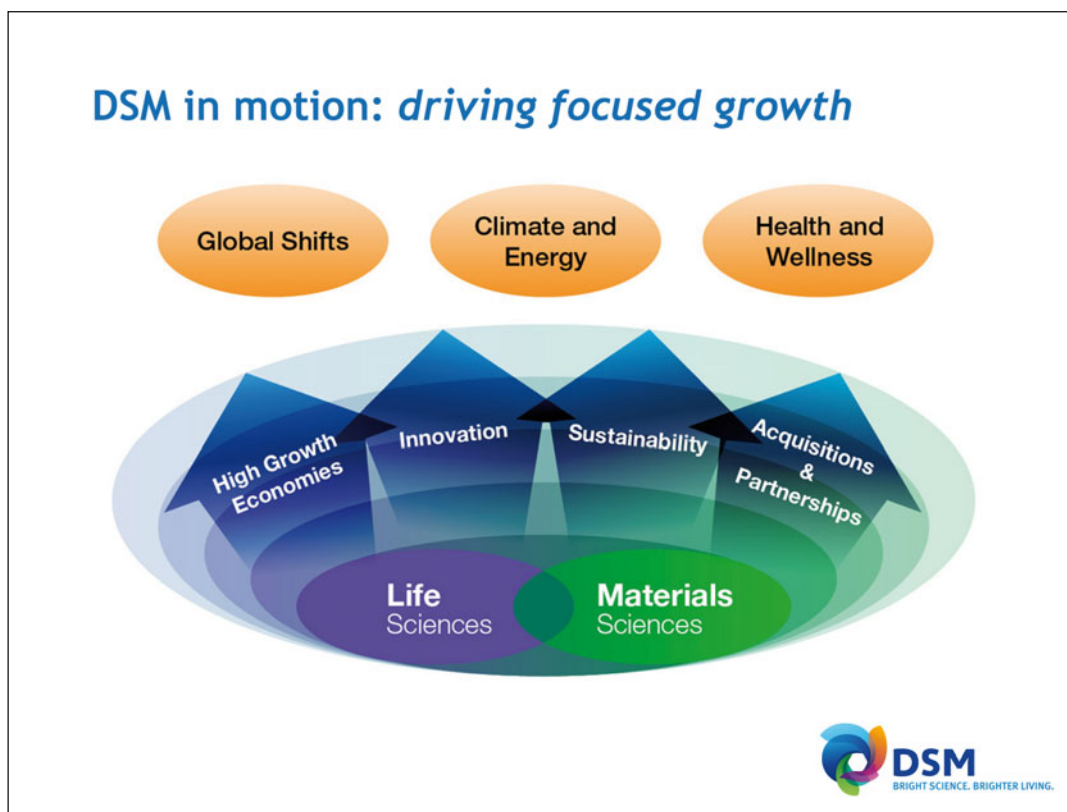 DSM in motion: driving focused growth
Global Shifts
Climate and
Energy
Health and
Wellness
High Growth
Economies
Innovation
Sustainability
Acquisitions
&
Partnerships
Life
Sciences
Materials
Sciences
DSM
BRIGHT SCIENCE. BRIGHTER LIVING.